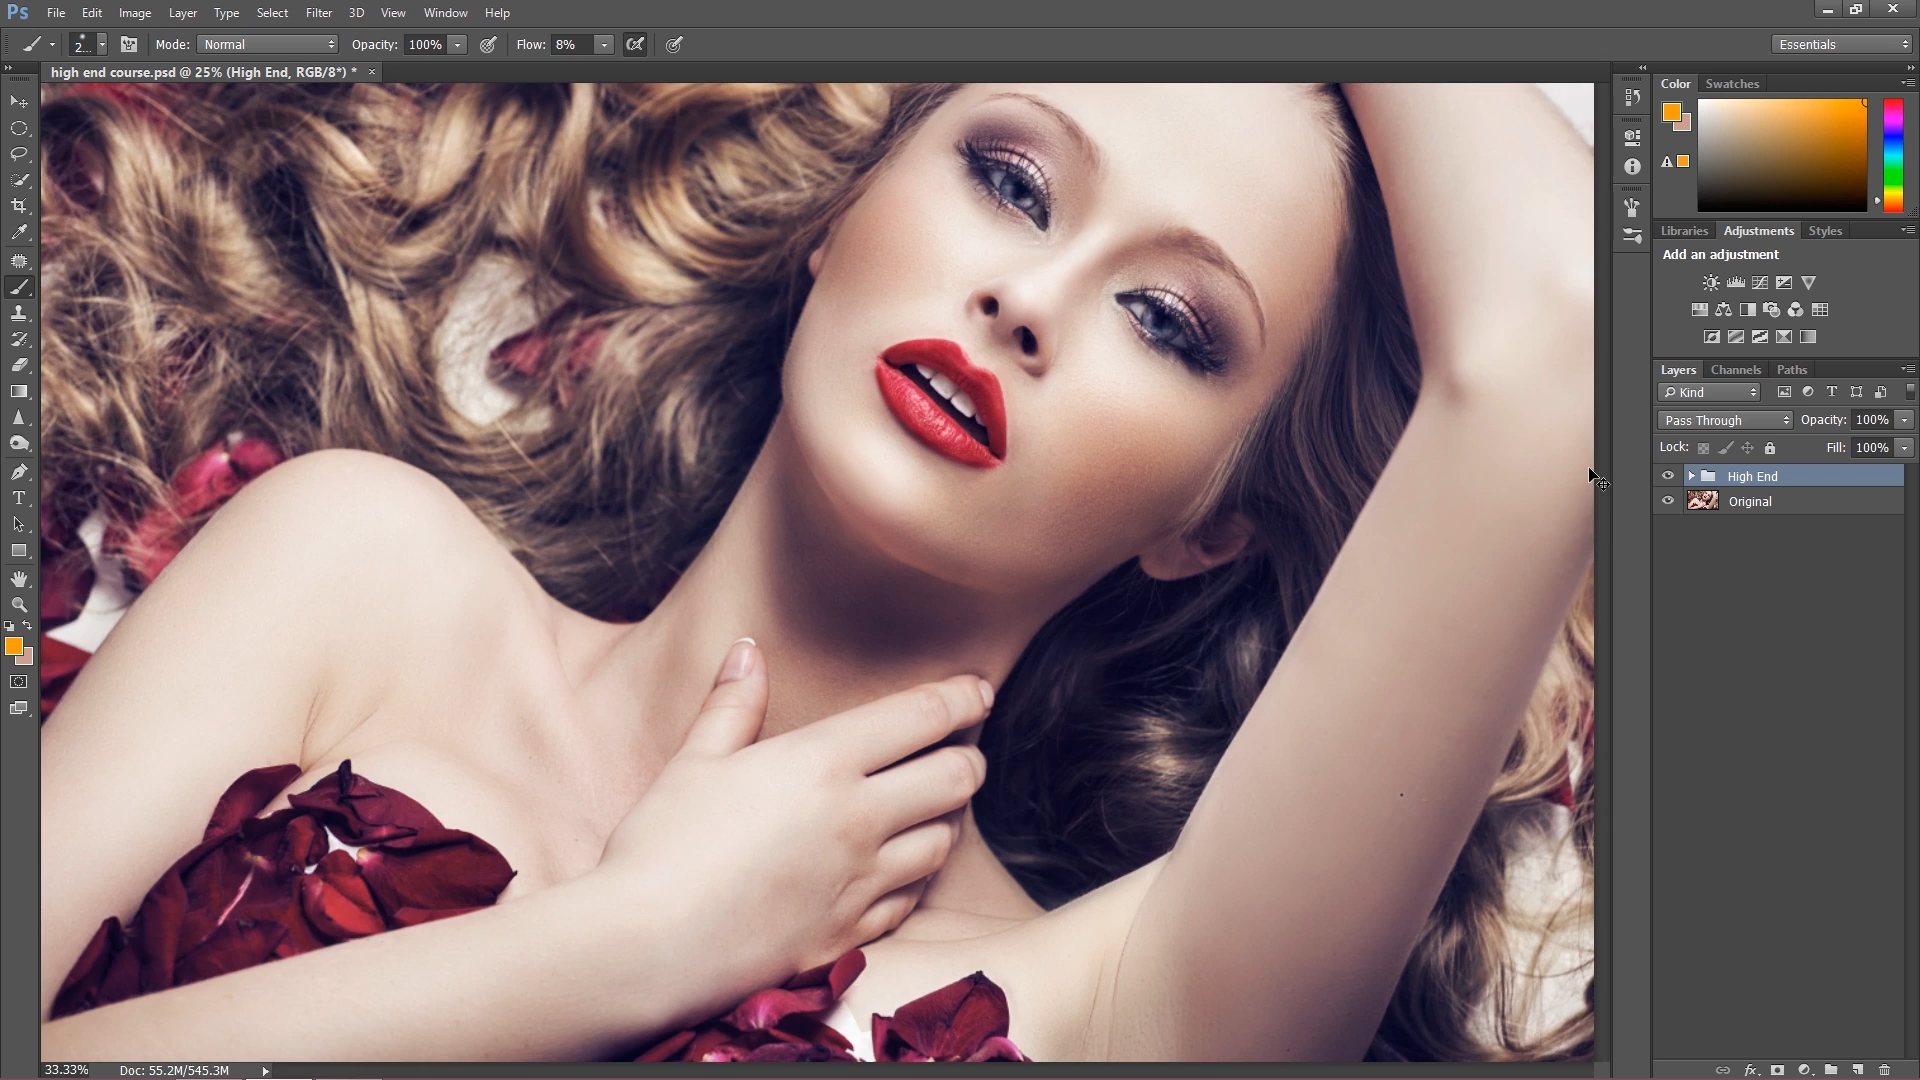 Ps File Edit Image Layer Type Select Filter 3D View Window Help
2... Mode: Normal Opacity: 100% Flow: 8% Essentials
high end course.psd @ 25% (High End, RGB/8*) * ×
Color Swatches
Libraries Adjustments Styles
Add an adjustment
Layers Channels Paths
Kind T
Pass Through Opacity: 100%
Lock: Fill: 100%
High End
Original
T
33.33% Doc: 55.2M/545.3M
fx